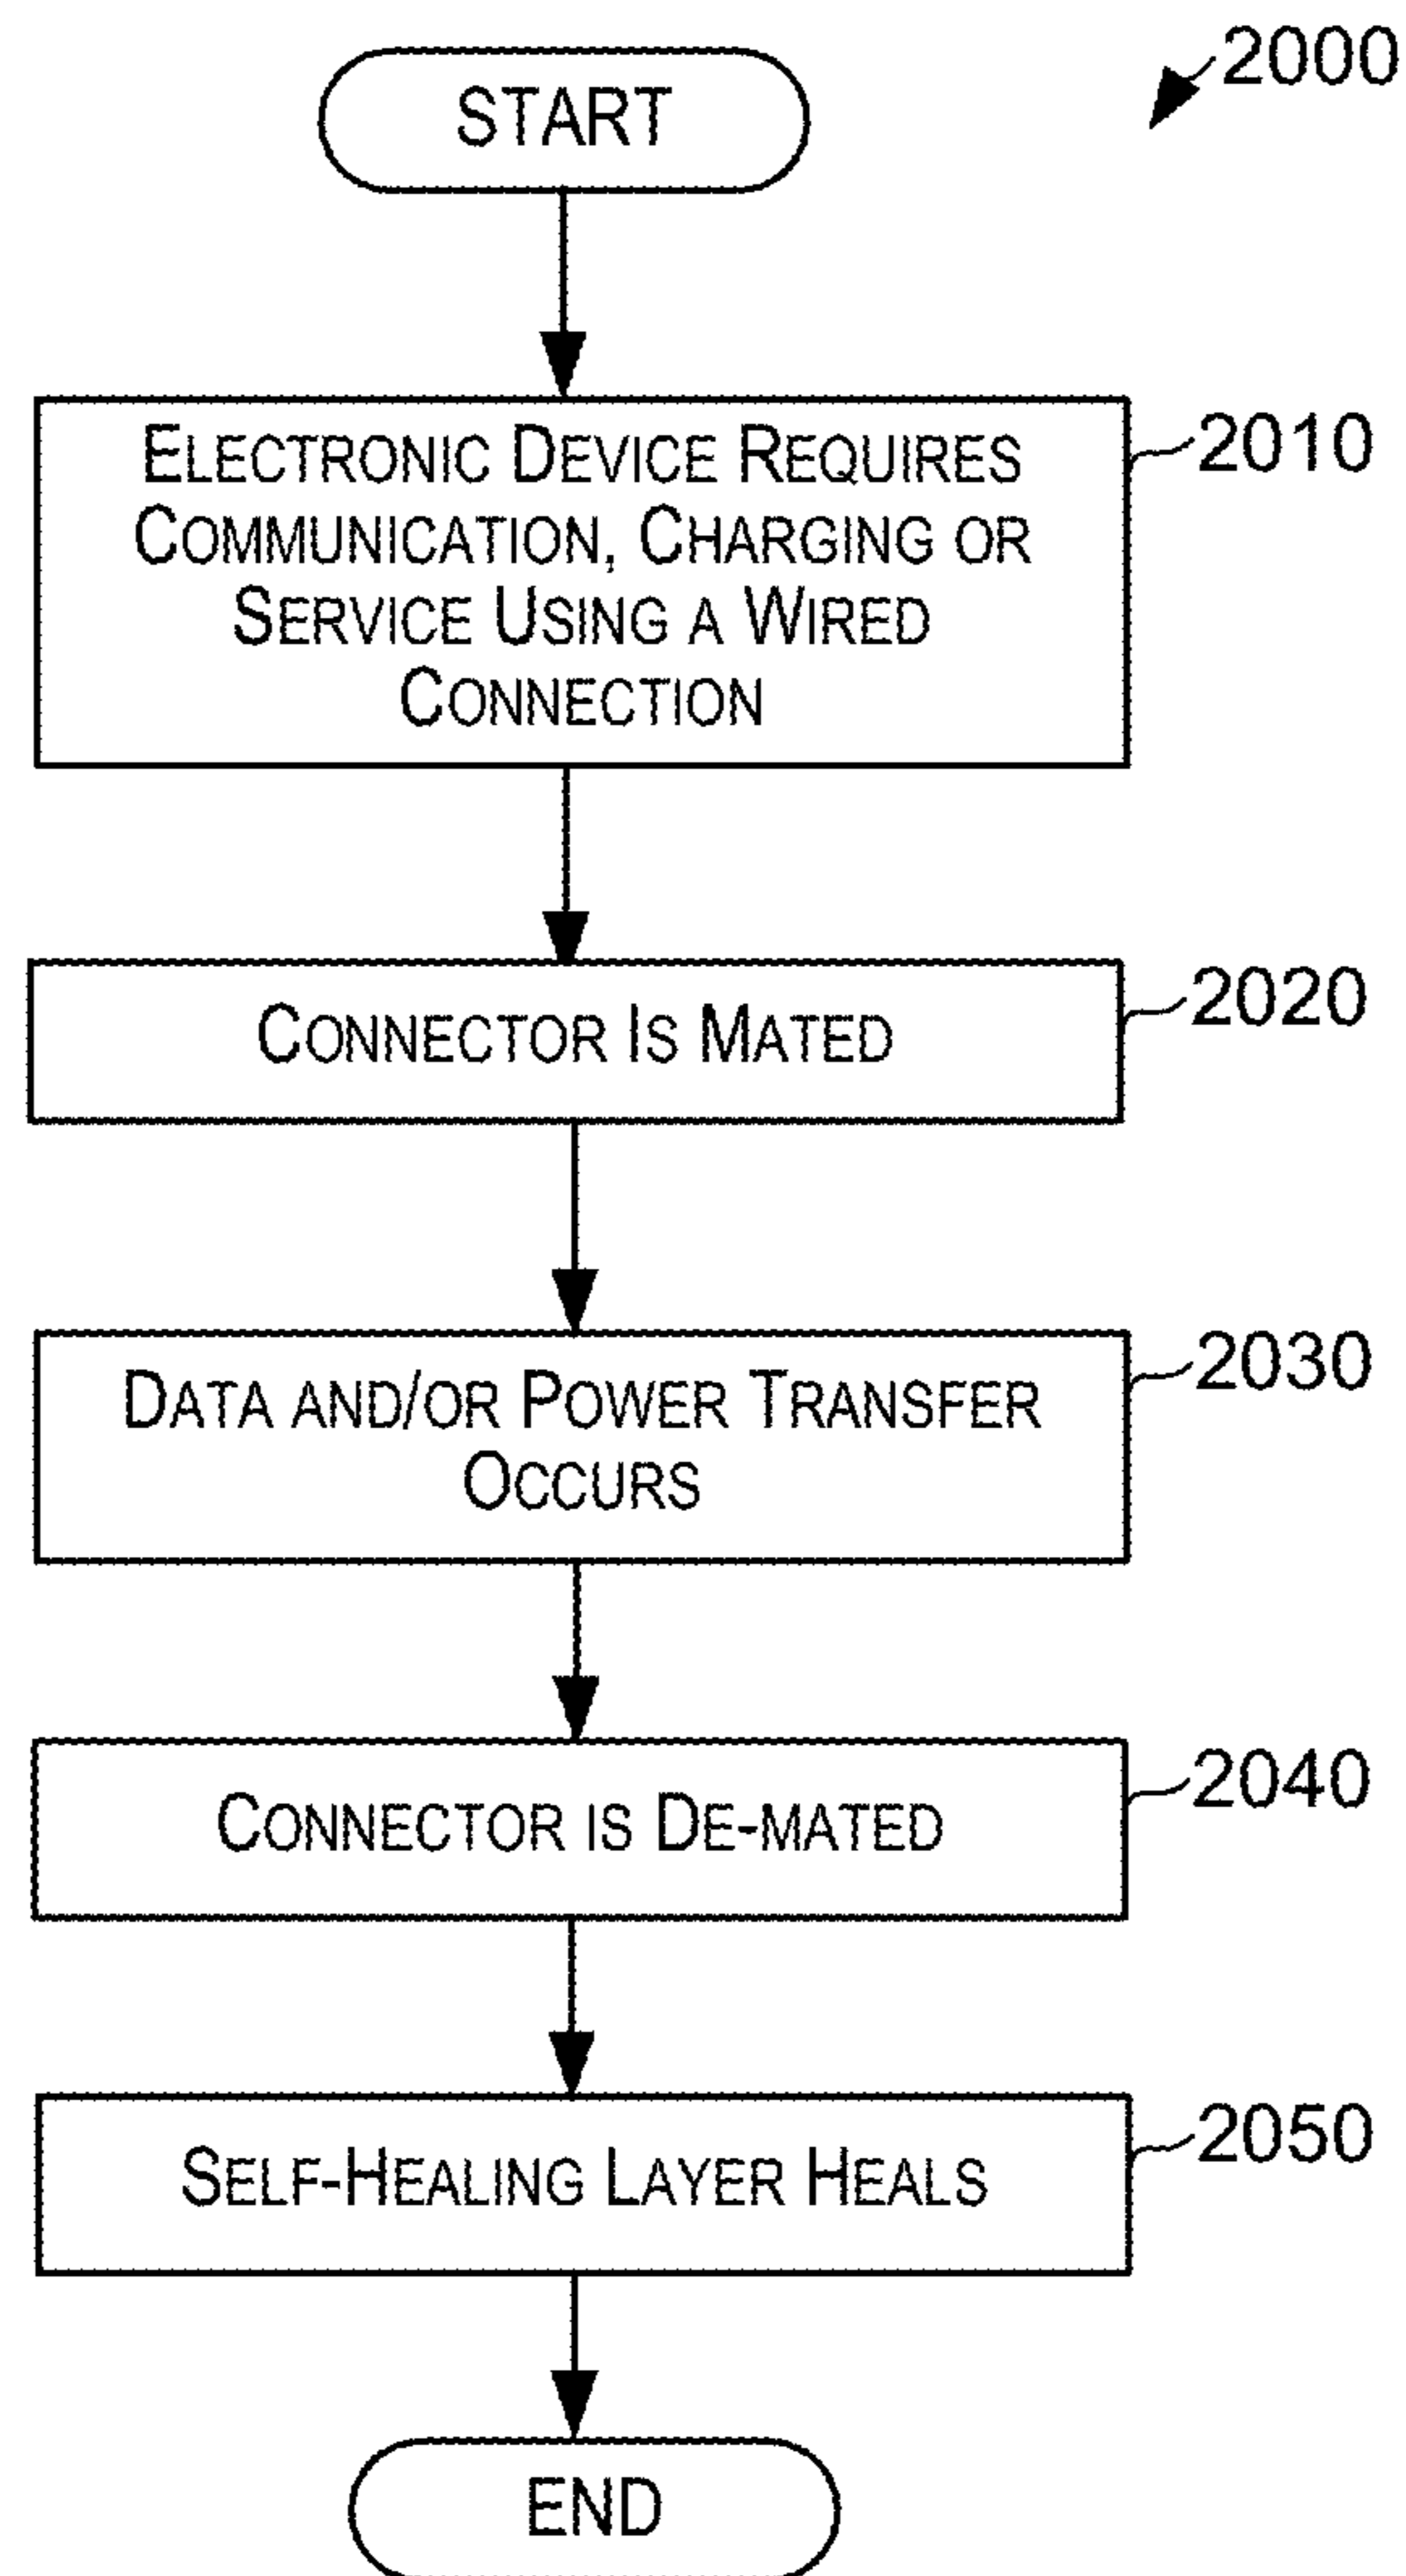 2000
START
ELECTRONIC DEVICE REQUIRES
2010
COMMUNICATION, CHARGING OR
SERVICE USING A WIRED
CONNECTION
CONNECTOR IS MATED
2020
DATA AND/OR POWER TRANSFER
2030
OCCURS
CONNECTOR IS DE-MATED
2040
SELF-HEALING LAYER HEALS
2050
END